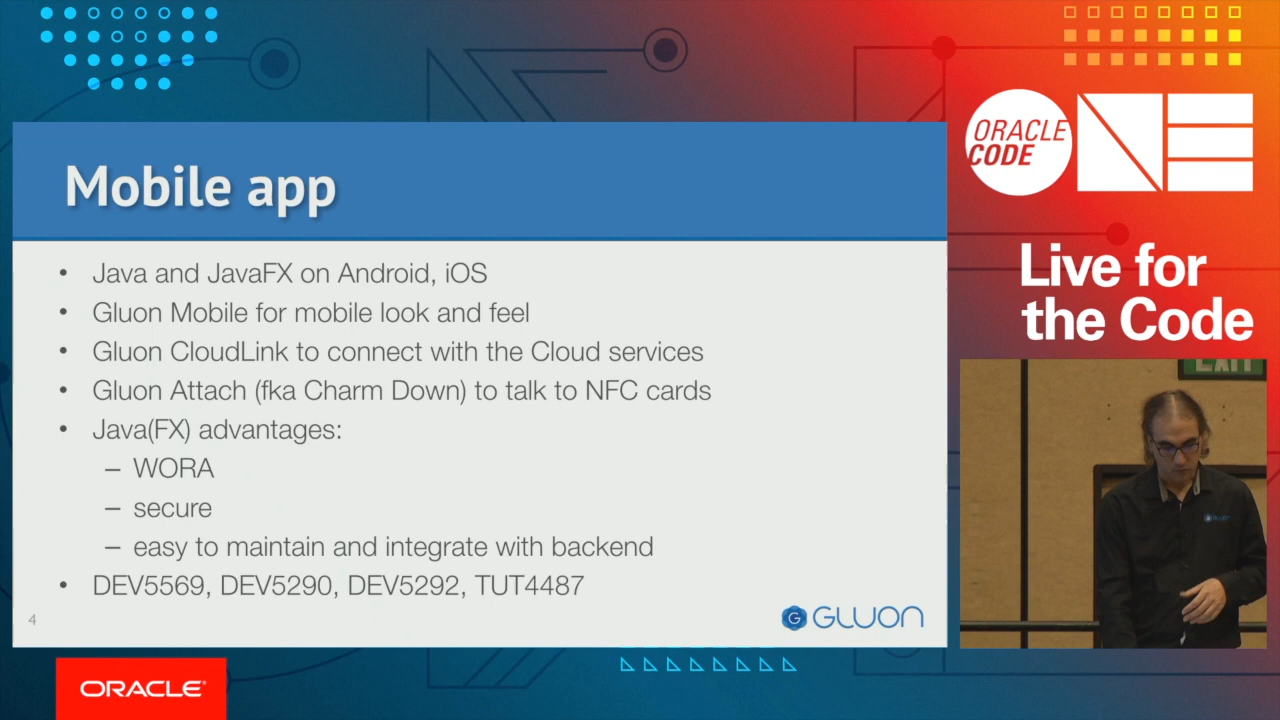 Mobile app
• Java and JavaFX on Android, iOS
• Gluon Mobile for mobile look and feel
• Gluon CloudLink to connect with the Cloud services
• Gluon Attach (fka Charm Down) to talk to NFC cards
• Java(FX) advantages:
– WORA
– secure
– easy to maintain and integrate with backend
• DEV5569, DEV5290, DEV5292, TUT4487
4
G GLUON
ORACLE
CODE
ONE
Live for
the Code
EXIT
GLUON
ORACLE®